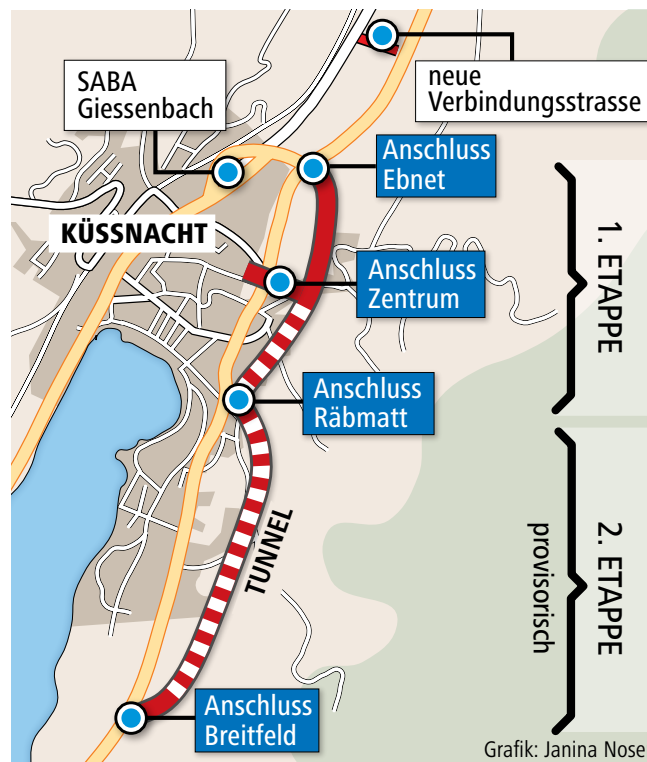 SABA
Giessenbach
neue
Verbindungsstrasse
Anschluss
Ebnet
KÜSSNACHT
Anschluss
Zentrum
1. ETAPPE
Anschluss
Räbmatt
TUNNEL
2. ETAPPE
provisorisch
Anschluss
Breitfeld
Grafik: Janina Nose